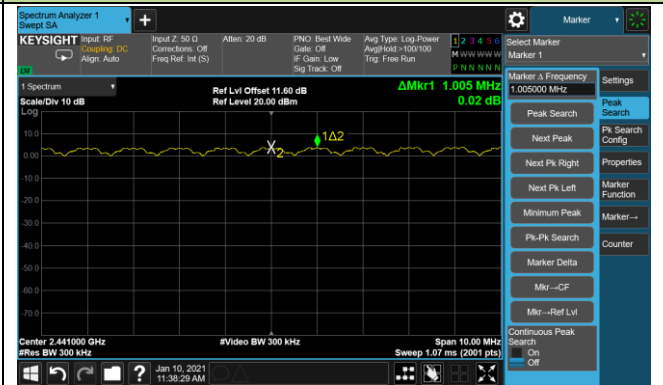 Spectrum Analyzer 1
Swept SA
+
Marker
KEYSIGHT
Input: RF
Coupling: DC
Align: Auto
Input Z: 50 Ω
Corrections: Off
Freq Ref: Int (S)
Atten: 20 dB
PNO: Best Wide
Gate: Off
IF Gain: Low
Sig Track: Off
Avg Type: Log-Power
Avg|Hold:>100/100
Trig: Free Run
1 2 3 4 5 6
M W W W W W
P N N N N N
LXI
Select Marker
Marker 1
1 Spectrum
Scale/Div 10 dB
Log
Ref Lvl Offset 11.60 dB
Ref Level 20.00 dBm
ΔMkr1 1.005 MHz
0.02 dB
10.0
0.00
-10.0
-20.0
-30.0
-40.0
-50.0
-60.0
-70.0
1Δ2
X2
Center 2.441000 GHz
#Res BW 300 kHz
#Video BW 300 kHz
Span 10.00 MHz
Sweep 1.07 ms (2001 pts)
Marker Δ Frequency
1.005000 MHz
Peak Search
Next Peak
Next Pk Right
Next Pk Left
Minimum Peak
Pk-Pk Search
Marker Delta
Mkr→CF
Mkr→Ref Lvl
Continuous Peak
Search
On
Off
Settings
Peak
Search
Pk Search
Config
Properties
Marker
Function
Marker→
Counter
?
Jan 10, 2021
11:38:29 AM